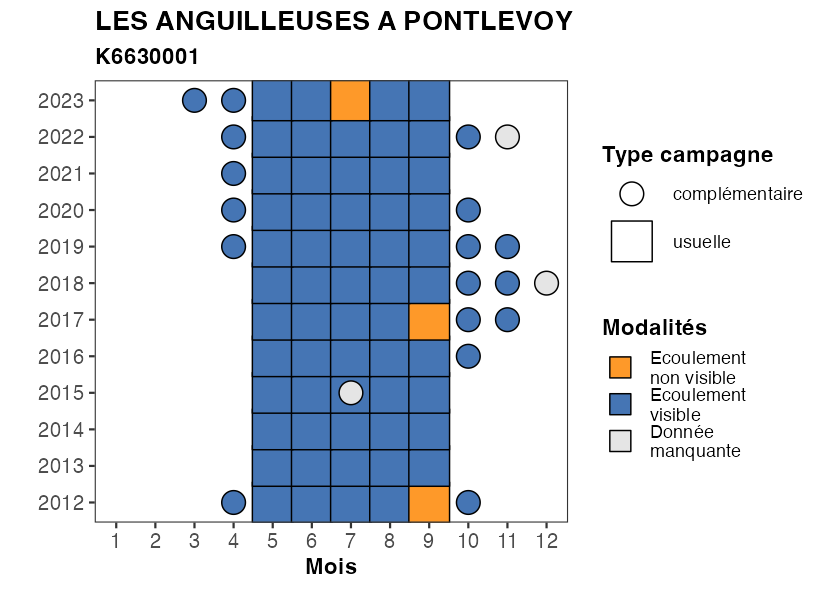 LES ANGUILLEUSES A PONTLEVOY
K6630001
2023
2022
2021
2020
2019
2018
2017
2016
2015
2014
2013
2012
1 2 3 4 5 6 7 8 9 10 11 12
Mois
Type campagne
complémentaire
usuelle
Modalités
Ecoulement
non visible
Ecoulement
visible
Donnée
manquante